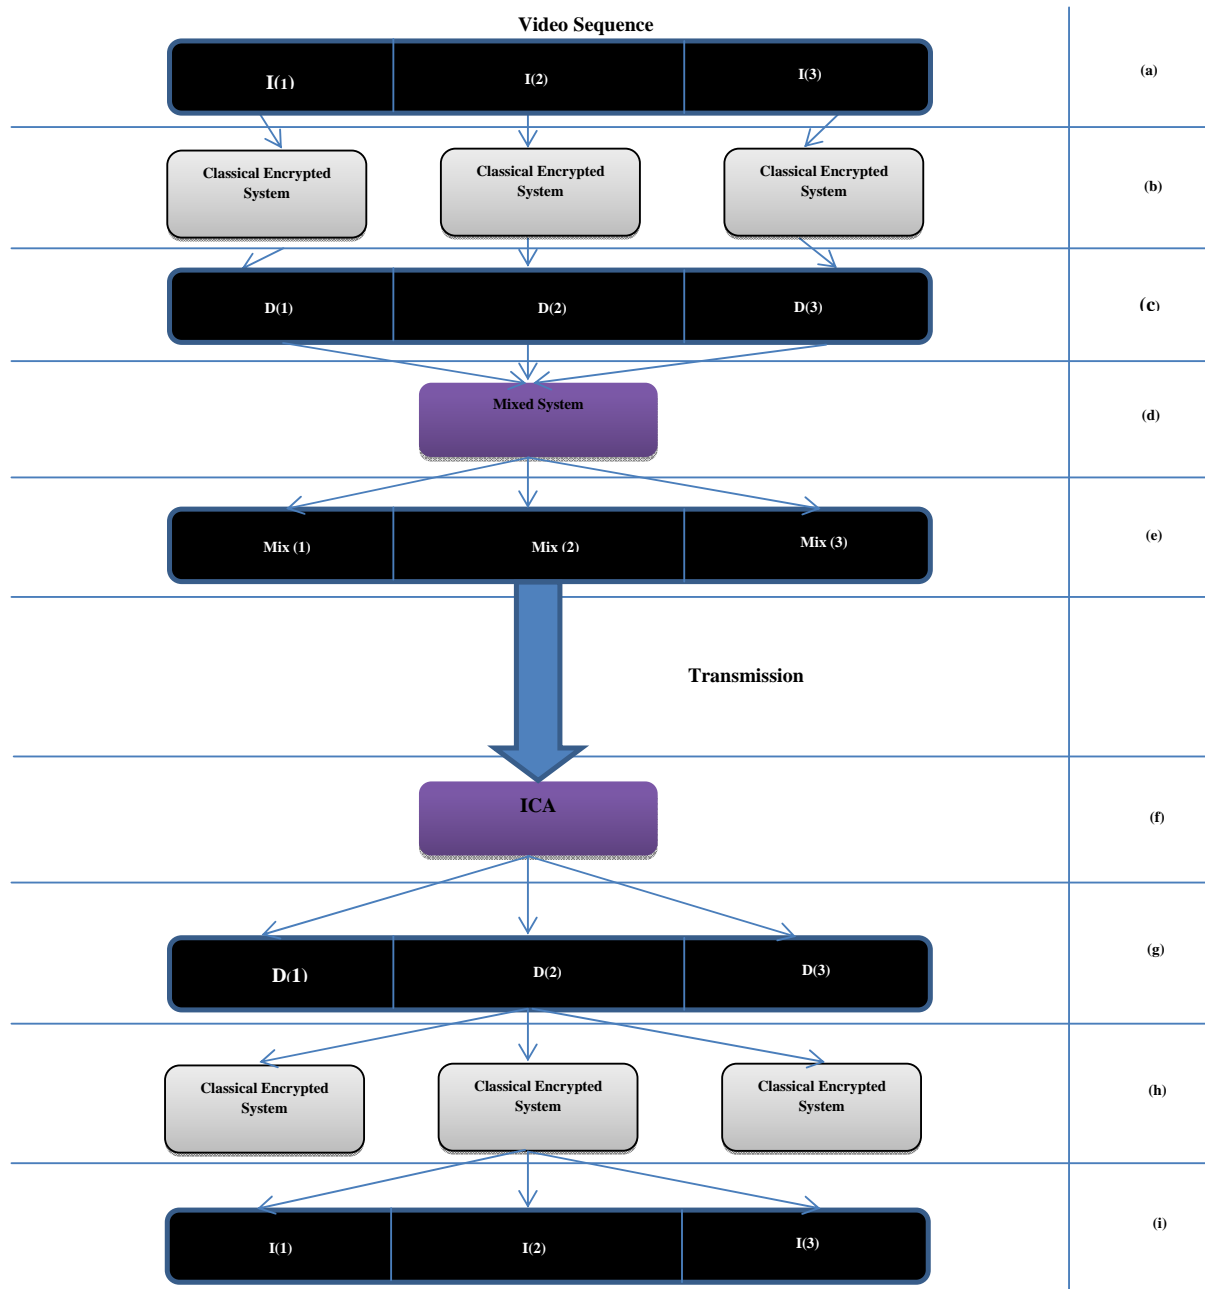 Video Sequence
I(1) I(2) I(3) (a)
Classical Encrypted System Classical Encrypted System Classical Encrypted System (b)
D(1) D(2) D(3) (c)
Mixed System (d)
Mix (1) Mix (2) Mix (3) (e)
Transmission
ICA (f)
D(1) D(2) D(3) (g)
Classical Encrypted System Classical Encrypted System Classical Encrypted System (h)
I(1) I(2) I(3) (i)